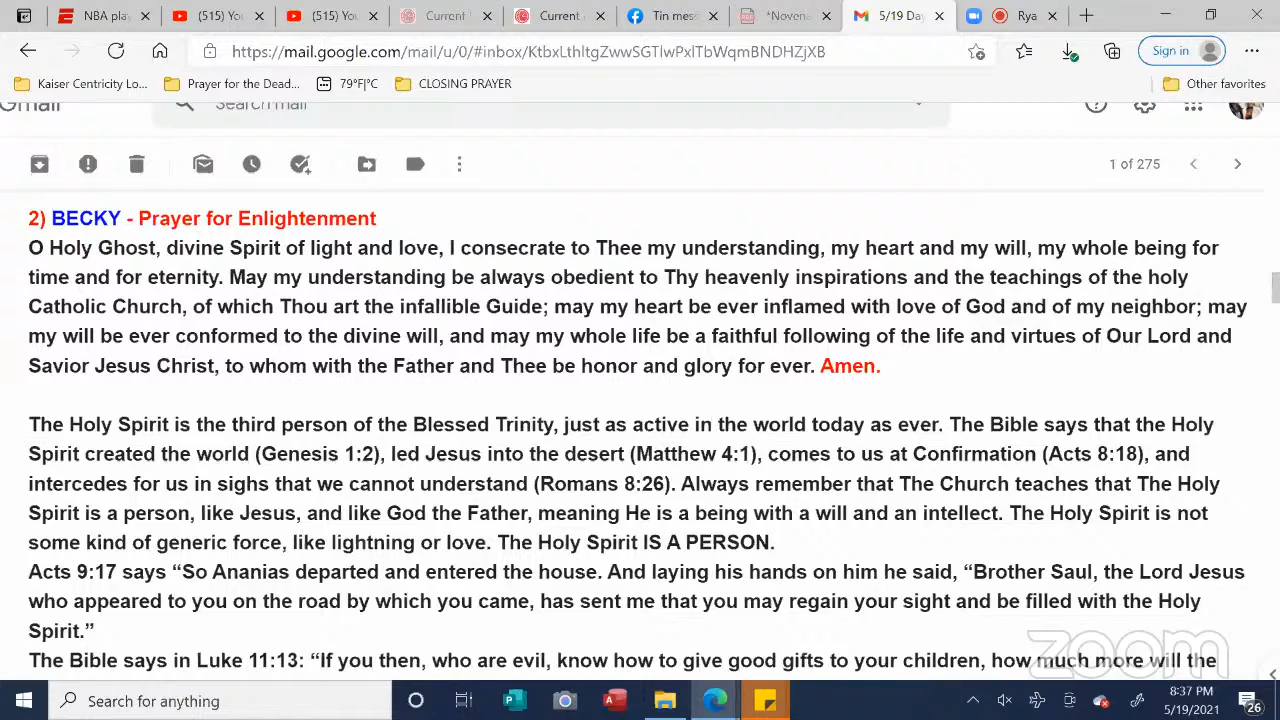 NBA play
(515) You
(515) You
Current
Current
Tin mess
"Novena
5/19 Day
Rya
https://mail.google.com/mail/u/0/#inbox/KtbxLthltgZwwSGTlwPxlTbWqmBNDHZjXB
Sign in
Kaiser Centricity Lo...
Prayer for the Dead...
79°F|°C
CLOSING PRAYER
Other favorites
Gmail
Search mail
1 of 275
2) BECKY - Prayer for Enlightenment
O Holy Ghost, divine Spirit of light and love, I consecrate to Thee my understanding, my heart and my will, my whole being for
time and for eternity. May my understanding be always obedient to Thy heavenly inspirations and the teachings of the holy
Catholic Church, of which Thou art the infallible Guide; may my heart be ever inflamed with love of God and of my neighbor; may
my will be ever conformed to the divine will, and may my whole life be a faithful following of the life and virtues of Our Lord and
Savior Jesus Christ, to whom with the Father and Thee be honor and glory for ever. Amen.
The Holy Spirit is the third person of the Blessed Trinity, just as active in the world today as ever. The Bible says that the Holy
Spirit created the world (Genesis 1:2), led Jesus into the desert (Matthew 4:1), comes to us at Confirmation (Acts 8:18), and
intercedes for us in sighs that we cannot understand (Romans 8:26). Always remember that The Church teaches that The Holy
Spirit is a person, like Jesus, and like God the Father, meaning He is a being with a will and an intellect. The Holy Spirit is not
some kind of generic force, like lightning or love. The Holy Spirit IS A PERSON.
Acts 9:17 says “So Ananias departed and entered the house. And laying his hands on him he said, “Brother Saul, the Lord Jesus
who appeared to you on the road by which you came, has sent me that you may regain your sight and be filled with the Holy
Spirit.”
The Bible says in Luke 11:13: “If you then, who are evil, know how to give good gifts to your children, how much more will the
zoom
Search for anything
8:37 PM
5/19/2021
26